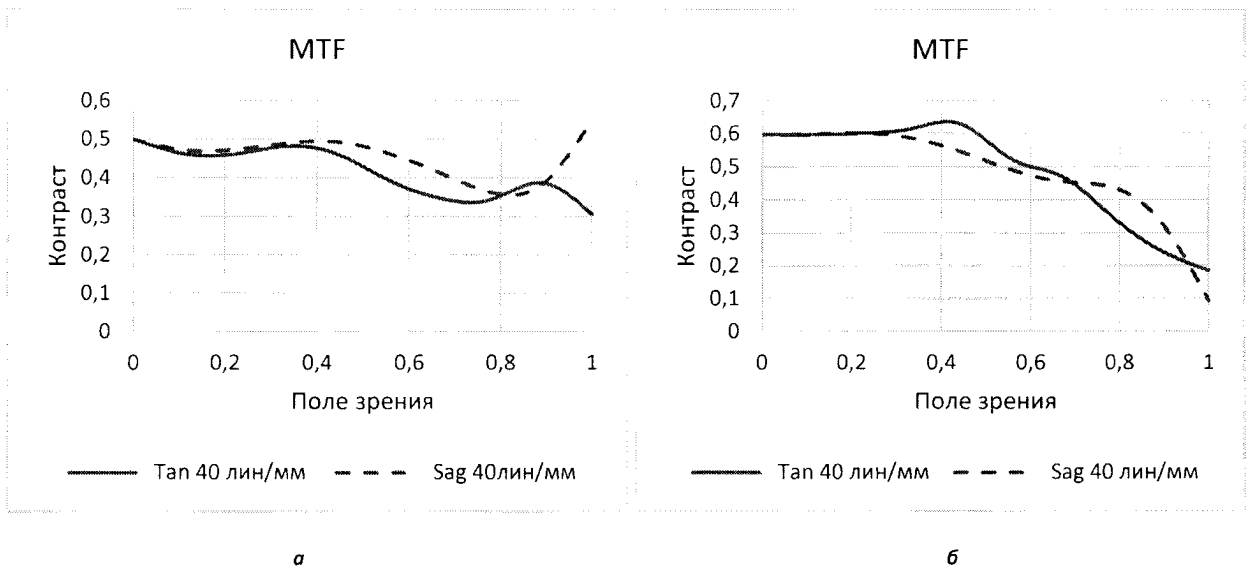 MTF
Контраст
0,6
0,5
0,4
0,3
0,2
0,1
0
0 0,2 0,4 0,6 0,8 1
Поле зрения
Tan 40 лин/мм Sag 40лин/мм
а
MTF
Контраст
0,7
0,6
0,5
0,4
0,3
0,2
0,1
0
0 0,2 0,4 0,6 0,8 1
Поле зрения
Tan 40 лин/мм Sag 40 лин/мм
б